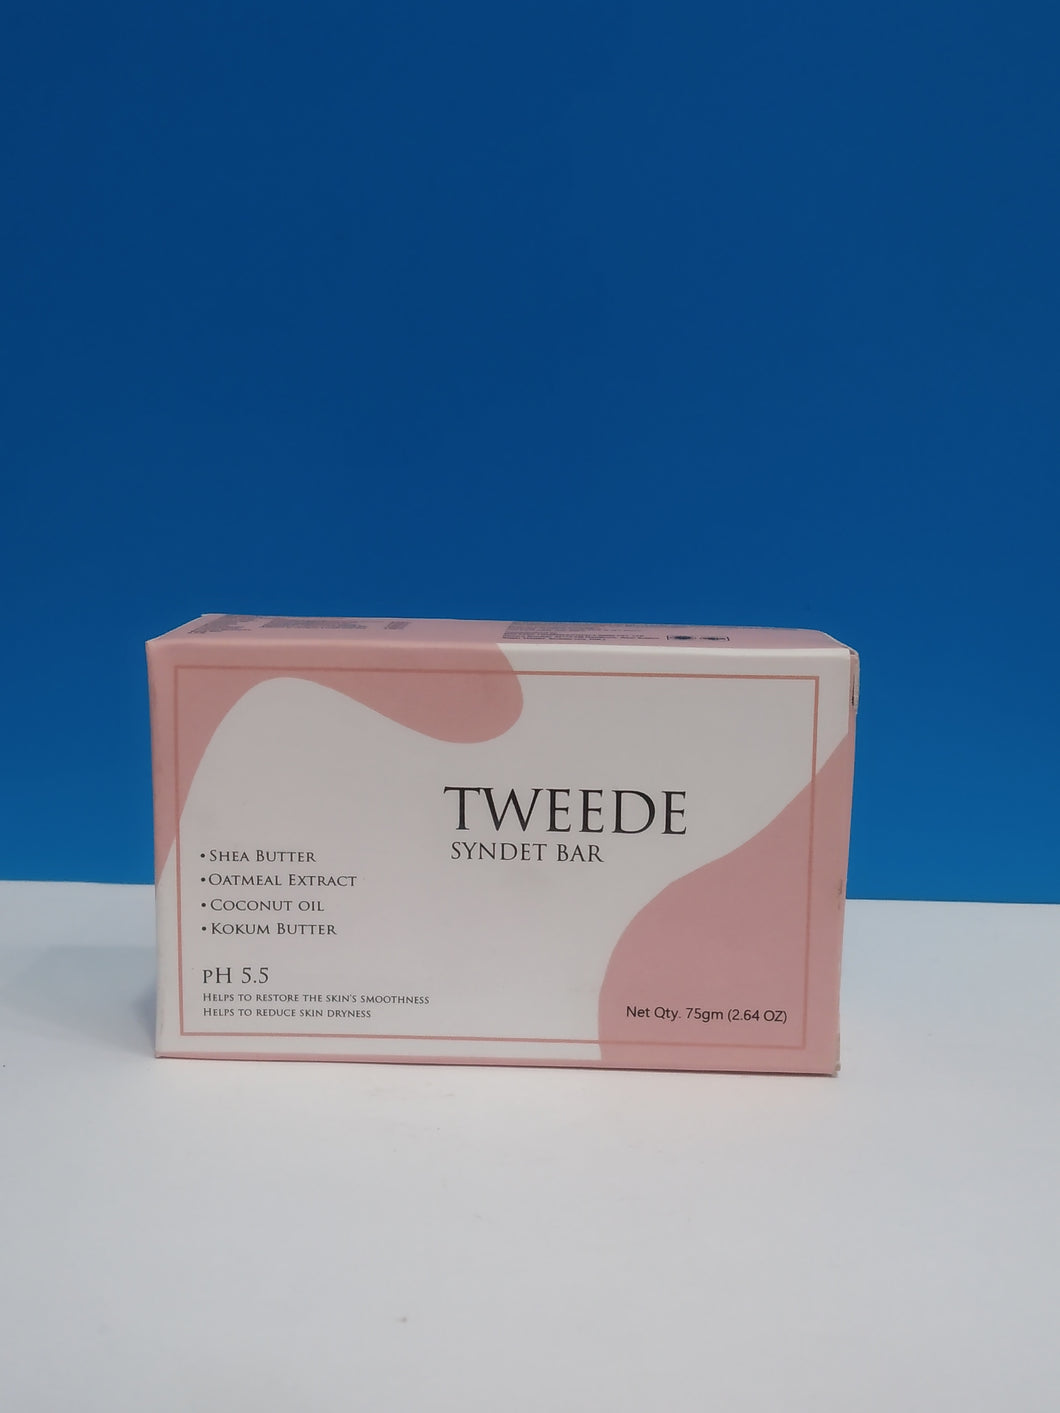 TWEEDE
SYNDET BAR
• Shea Butter
• Oatmeal Extract
• Coconut oil
• Kokum Butter
pH 5.5
Helps to restore the skin's smoothness
Helps to reduce skin dryness
Net Qty. 75gm (2.64 OZ)